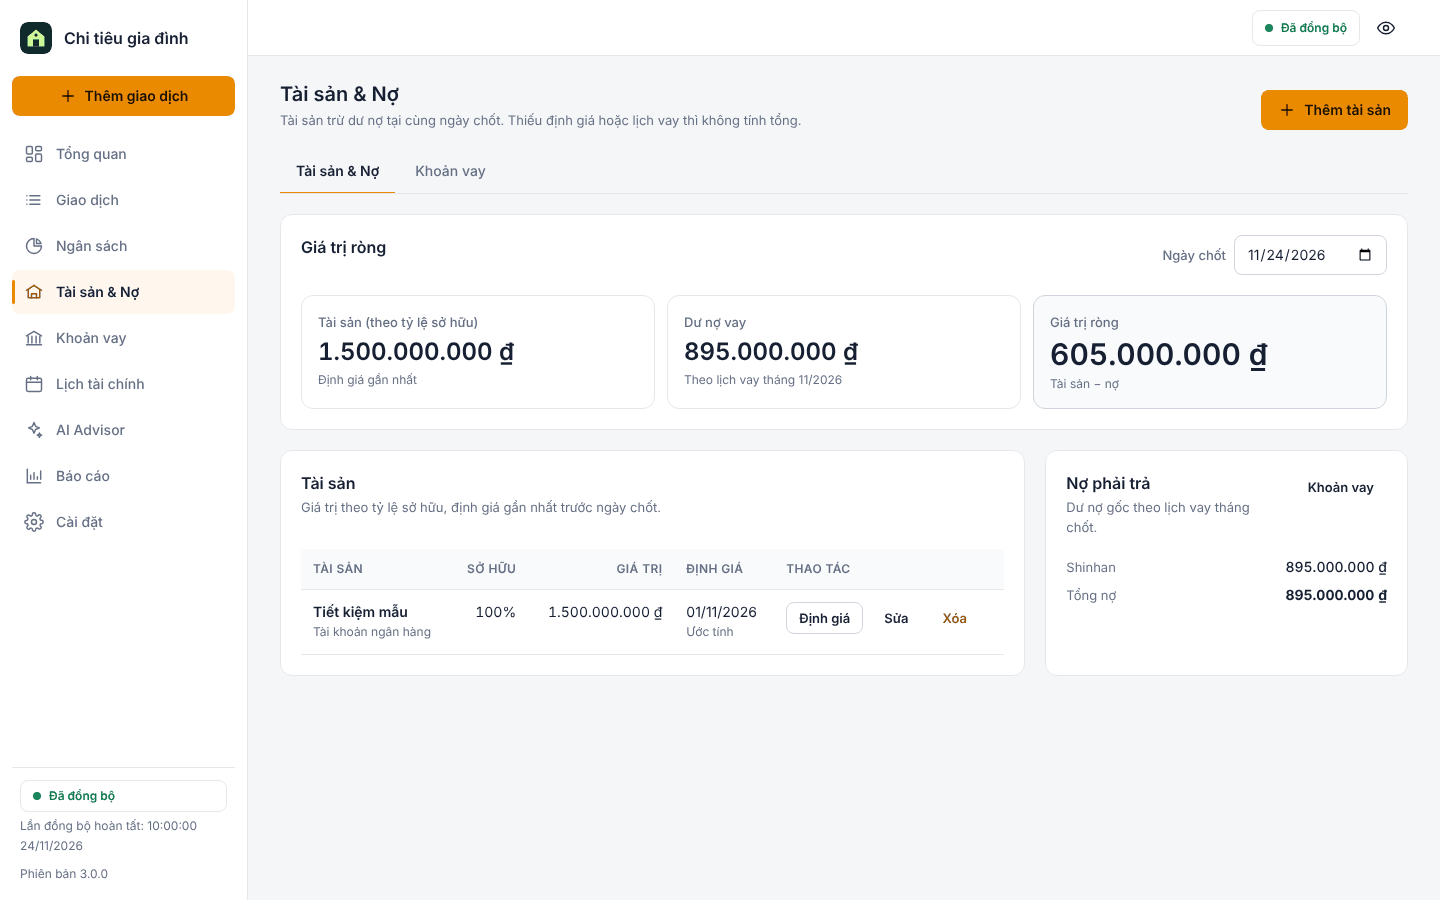 Chi tiêu gia đình
Thêm giao dịch
Tổng quan
Giao dịch
Ngân sách
Tài sản & Nợ
Khoản vay
Lịch tài chính
AI Advisor
Báo cáo
Cài đặt
Đã đồng bộ
Lần đồng bộ hoàn tất: 10:00:00
24/11/2026
Phiên bản 3.0.0
Đã đồng bộ
Tài sản & Nợ
Tài sản trừ dư nợ tại cùng ngày chốt. Thiếu định giá hoặc lịch vay thì không tính tổng.
Thêm tài sản
Tài sản & Nợ
Khoản vay
Giá trị ròng
Ngày chốt
11/24/2026
Tài sản (theo tỷ lệ sở hữu)
1.500.000.000 ₫
Định giá gần nhất
Dư nợ vay
895.000.000 ₫
Theo lịch vay tháng 11/2026
Giá trị ròng
605.000.000 ₫
Tài sản − nợ
Tài sản
Giá trị theo tỷ lệ sở hữu, định giá gần nhất trước ngày chốt.
TÀI SẢN SỞ HỮU GIÁ TRỊ ĐỊNH GIÁ THAO TÁC
Tiết kiệm mẫu 100% 1.500.000.000 ₫ 01/11/2026 Định giá Sửa Xóa
Tài khoản ngân hàng Ước tính
Nợ phải trả
Khoản vay
Dư nợ gốc theo lịch vay tháng
chốt.
Shinhan 895.000.000 ₫
Tổng nợ 895.000.000 ₫